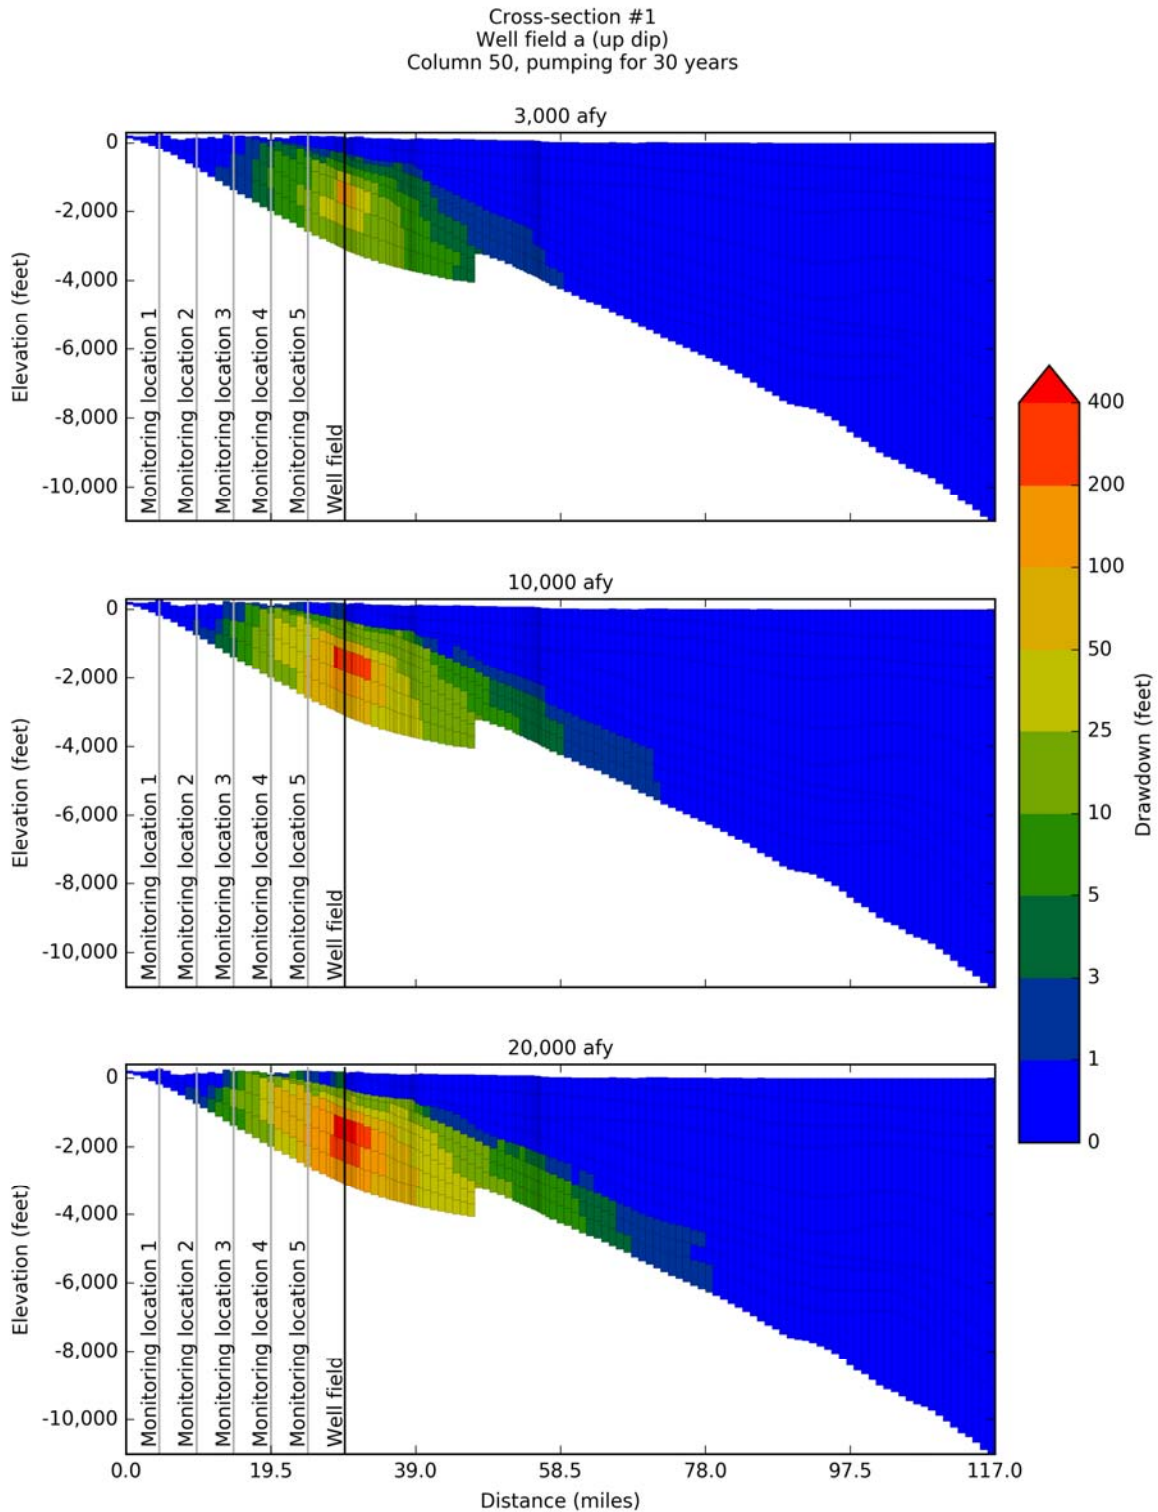 Cross-section #1
Well field a (up dip)
Column 50, pumping for 30 years
3,000 afy
0
-2,000
-4,000
-6,000
-8,000
-10,000
Elevation (feet)
Monitoring location 1
Monitoring location 2
Monitoring location 3
Monitoring location 4
Monitoring location 5
Well field
10,000 afy
0
-2,000
-4,000
-6,000
-8,000
-10,000
Elevation (feet)
Monitoring location 1
Monitoring location 2
Monitoring location 3
Monitoring location 4
Monitoring location 5
Well field
20,000 afy
0
-2,000
-4,000
-6,000
-8,000
-10,000
Elevation (feet)
Monitoring location 1
Monitoring location 2
Monitoring location 3
Monitoring location 4
Monitoring location 5
Well field
0.0 19.5 39.0 58.5 78.0 97.5 117.0
Distance (miles)
400
200
100
50
25
10
5
3
1
0
Drawdown (feet)